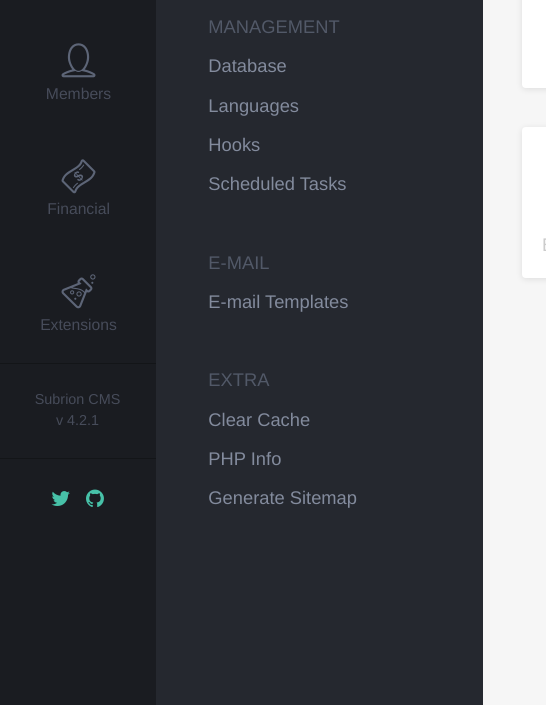 Members
Financial
Extensions
Subrion CMS
v 4.2.1
MANAGEMENT
Database
Languages
Hooks
Scheduled Tasks
E-MAIL
E-mail Templates
EXTRA
Clear Cache
PHP Info
Generate Sitemap